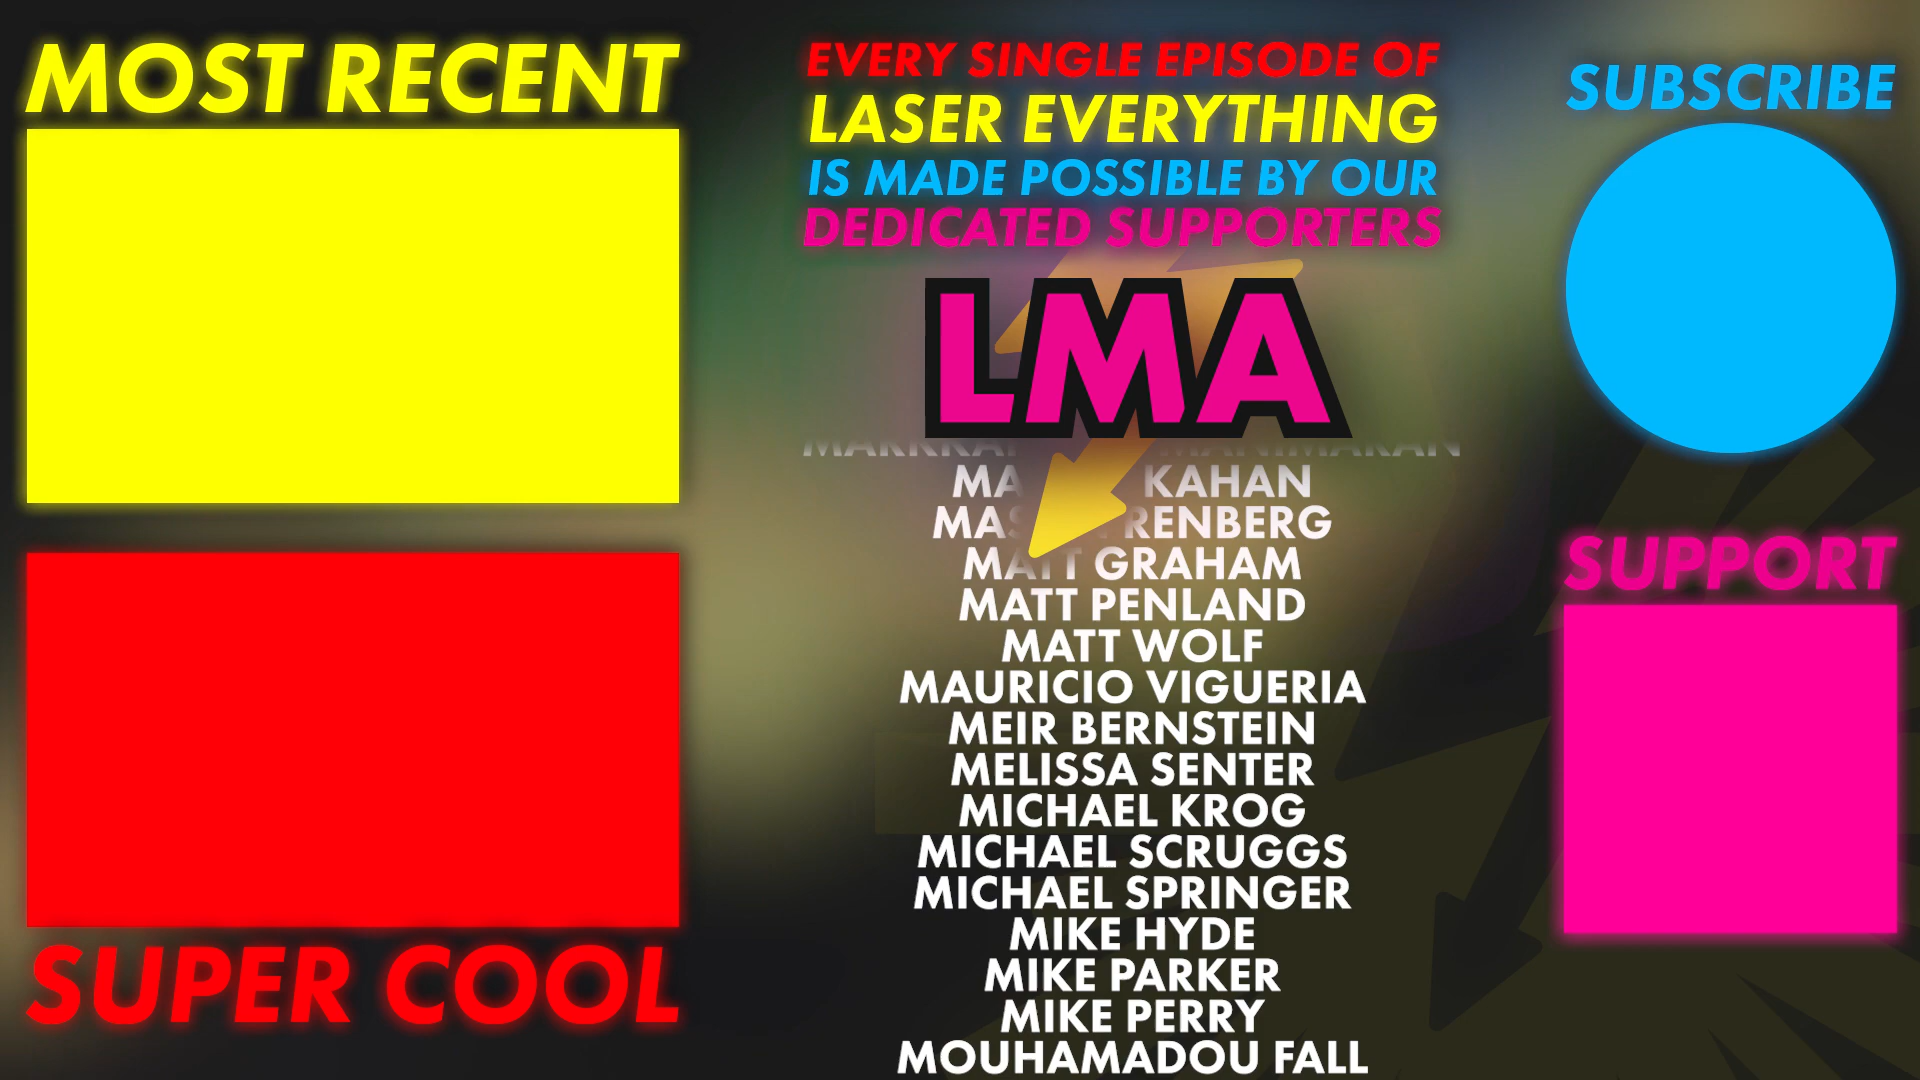 MOST RECENT
SUPER COOL
EVERY SINGLE EPISODE OF
LASER EVERYTHING
IS MADE POSSIBLE BY OUR
DEDICATED SUPPORTERS
LMA
KAHAN
MATT GRAHAM
MATT PENLAND
MATT WOLF
MAURICIO VIGUERIA
MEIR BERNSTEIN
MELISSA SENTER
MICHAEL KROG
MICHAEL SCRUGGS
MICHAEL SPRINGER
MIKE HYDE
MIKE PARKER
MIKE PERRY
MOUHAMADOU FALL
SUBSCRIBE
SUPPORT